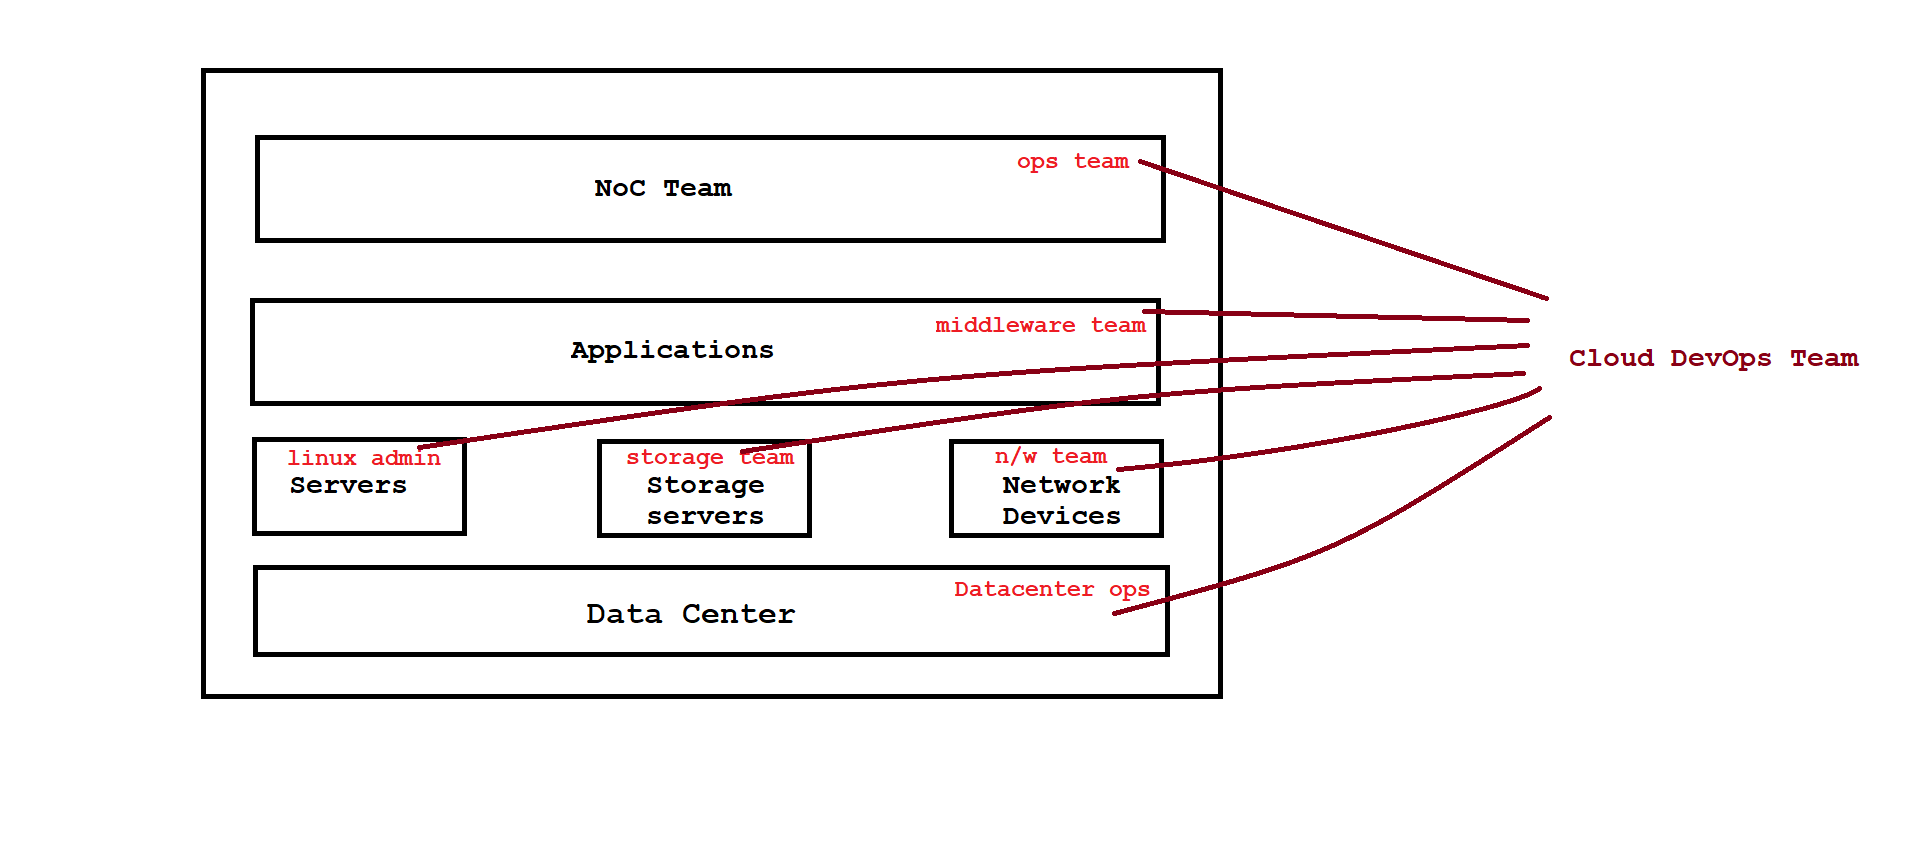 ops team
NoC Team
middleware team
Applications
Cloud DevOps Team
linux admin
Servers
storage team
Storage
servers
n/w team
Network
Devices
Datacenter ops
Data Center